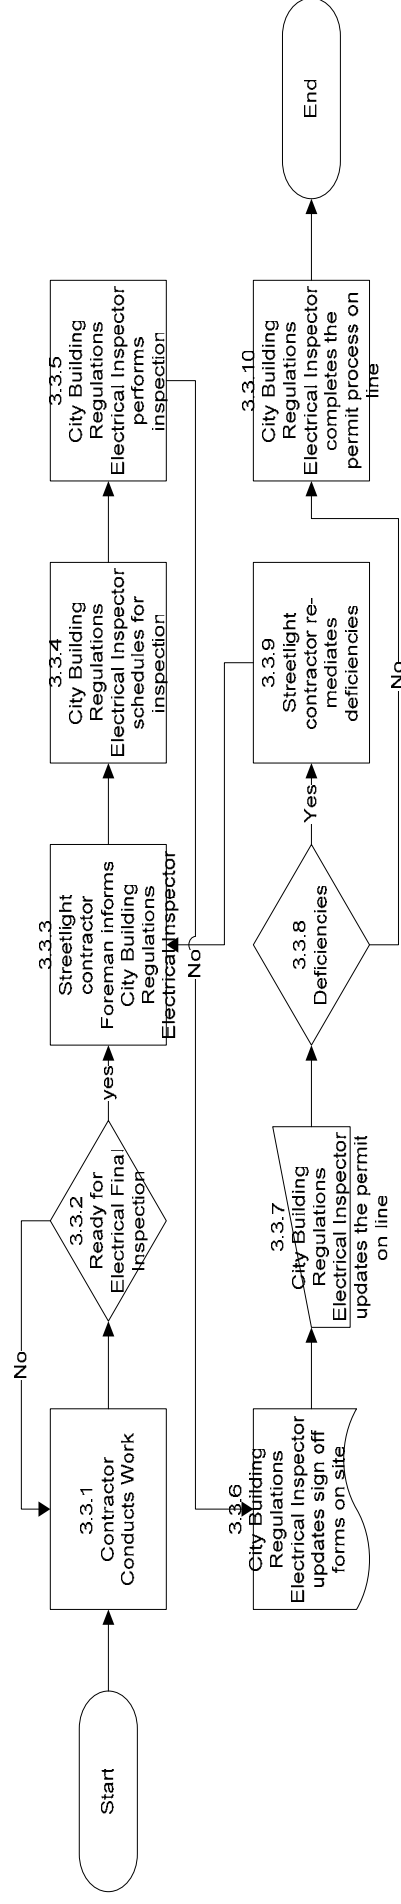 Start
3.3.1
Contractor
Conducts Work
No
3.3.2
Ready for
Electrical Final
Inspection
yes
3.3.3
Streetlight
contractor
Foreman informs
City Building
Regulations
Electrical Inspector
3.3.4
City Building
Regulations
Electrical Inspector
schedules for
inspection
3.3.5
City Building
Regulations
Electrical Inspector
performs
inspection
No
3.3.6
City Building
Regulations
Electrical Inspector
updates sign off
forms on site
3.3.7
City Building
Regulations
Electrical Inspector
updates the permit
on line
3.3.8
Deficiencies
Yes
3.3.9
Streetlight
contractor re-
mediates
deficiencies
No
3.3.10
City Building
Regulations
Electrical Inspector
completes the
permit process on
line
End